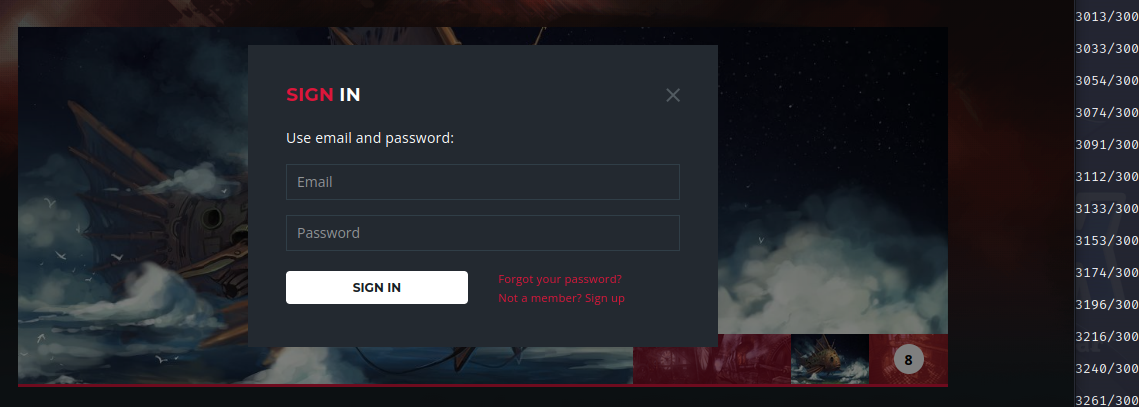 SIGN IN
Use email and password:
Email
Password
SIGN IN
Forgot your password?
Not a member? Sign up
8
3013/300
3033/300
3054/300
3074/300
3091/300
3112/300
3133/300
3153/300
3174/300
3196/300
3216/300
3240/300
3261/300